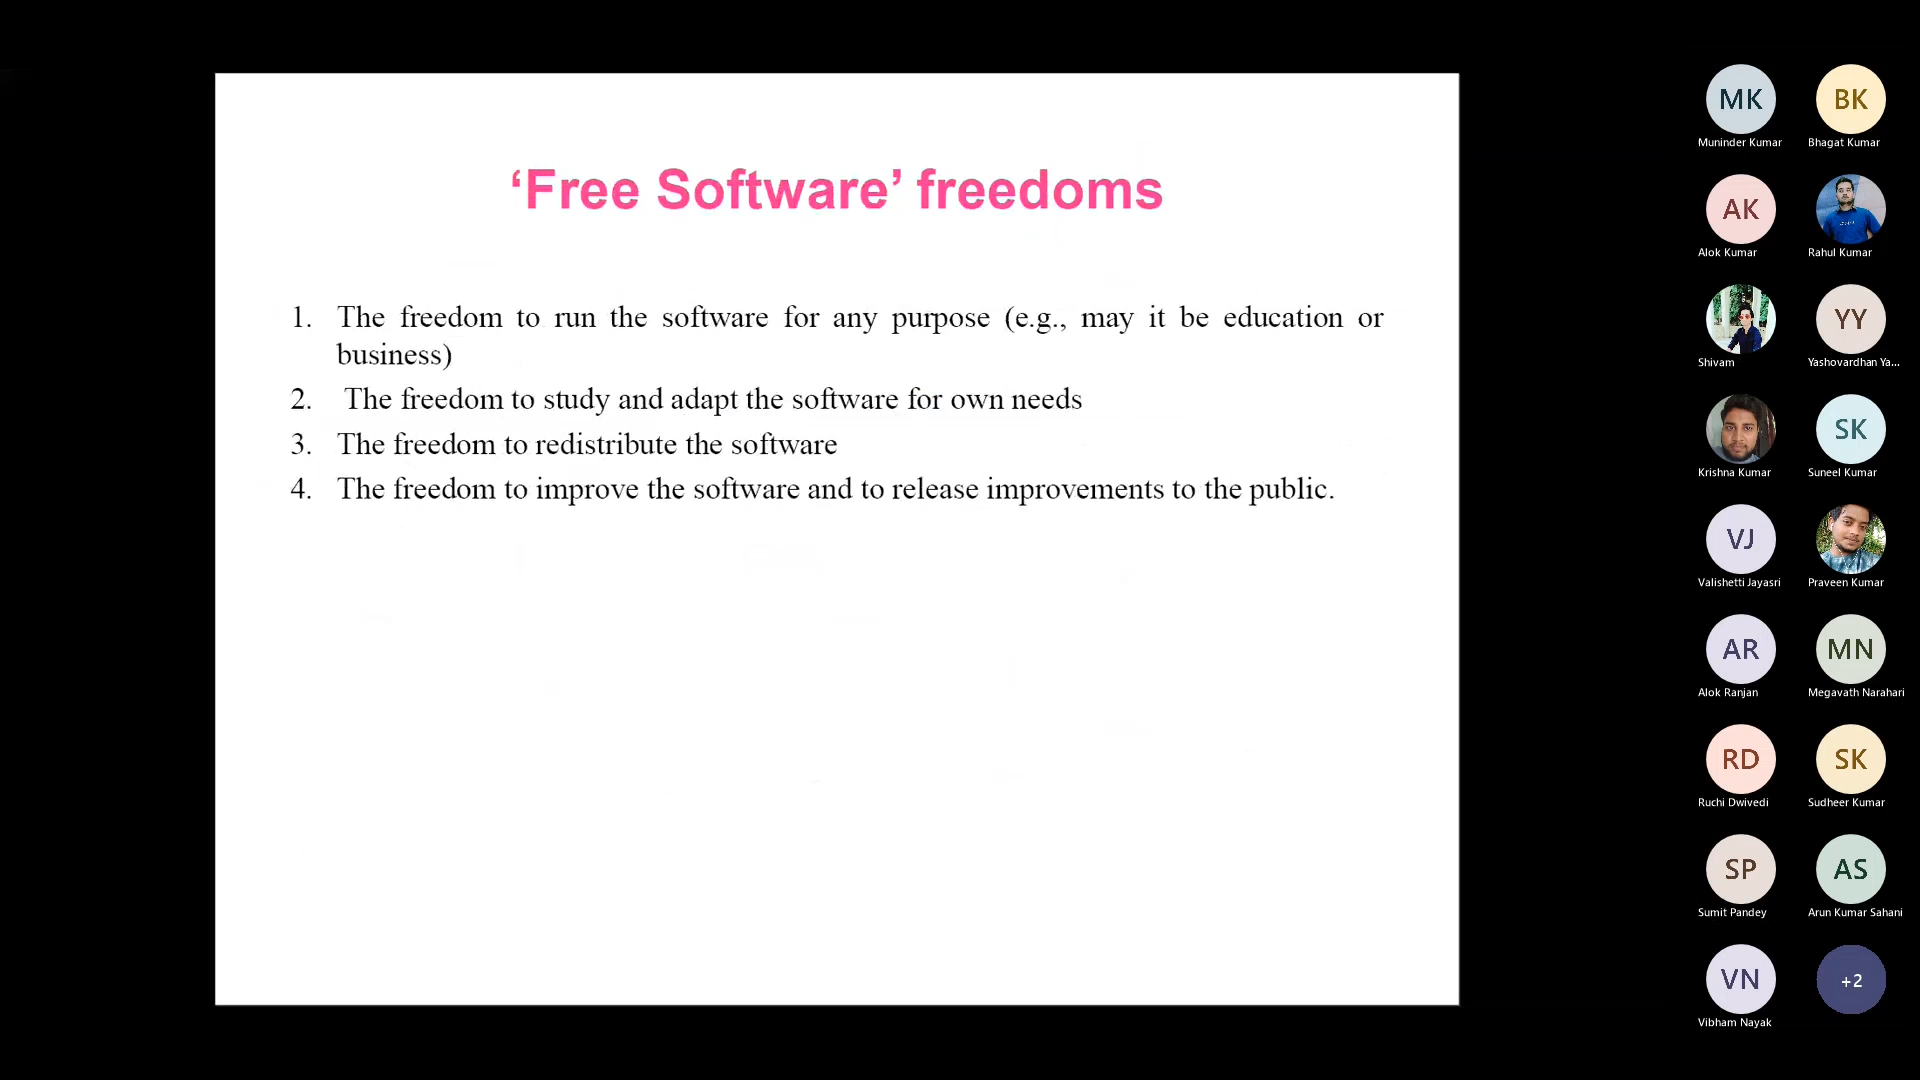 ‘Free Software’ freedoms
1. The freedom to run the software for any purpose (e.g., may it be education or
business)
2. The freedom to study and adapt the software for own needs
3. The freedom to redistribute the software
4. The freedom to improve the software and to release improvements to the public.
MK
Muninder Kumar
BK
Bhagat Kumar
AK
Alok Kumar
Rahul Kumar
Shivam
YY
Yashovardhan Ya...
Krishna Kumar
SK
Suneel Kumar
VJ
Valishetti Jayasri
Praveen Kumar
AR
Alok Ranjan
MN
Megavath Narahari
RD
Ruchi Dwivedi
SK
Sudheer Kumar
SP
Sumit Pandey
AS
Arun Kumar Sahani
VN
Vibham Nayak
+2